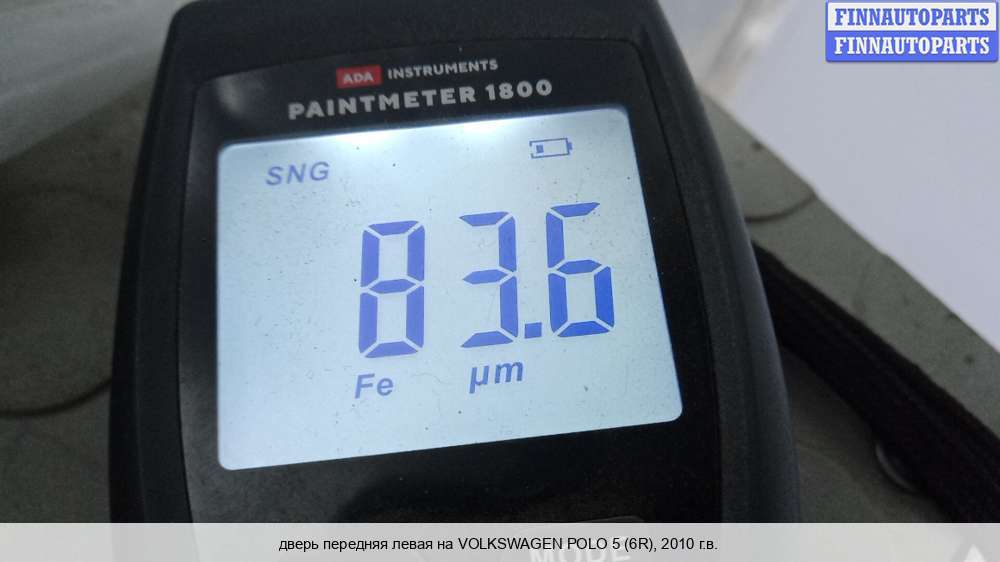 FINNAUTOPARTS
FINNAUTOPARTS
ADA INSTRUMENTS
PAINTMETER 1800
SNG
83.6
Fe µm
дверь передняя левая на VOLKSWAGEN POLO 5 (6R), 2010 г.в.
MODE